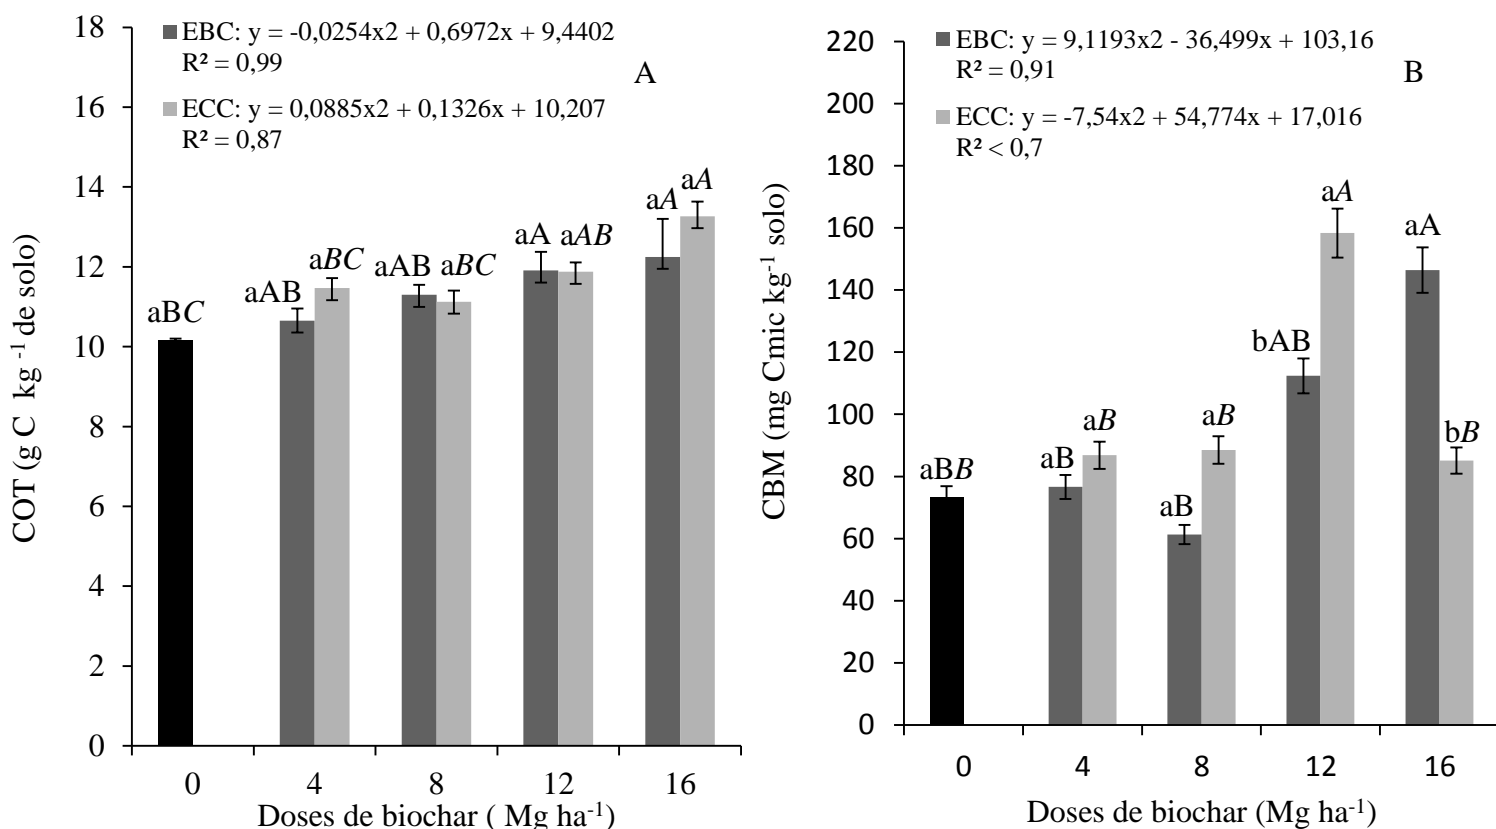 EBC: y = -0,0254x2 + 0,6972x + 9,4402
R² = 0,99
ECC: y = 0,0885x2 + 0,1326x + 10,207
R² = 0,87
A
COT (g C kg -1 de solo)
18
16
14
12
10
8
6
4
2
0
aBC
aAB
aBC
aAB
aBC
aA
aAB
aA
aA
0 4 8 12 16
Doses de biochar ( Mg ha-1)
EBC: y = 9,1193x2 - 36,499x + 103,16
R² = 0,91
ECC: y = -7,54x2 + 54,774x + 17,016
R² < 0,7
B
CBM (mg Cmic kg-1 solo)
220
200
180
160
140
120
100
80
60
40
20
0
aBB
aB
aB
aB
aB
bAB
aA
aA
bB
0 4 8 12 16
Doses de biochar (Mg ha-1)